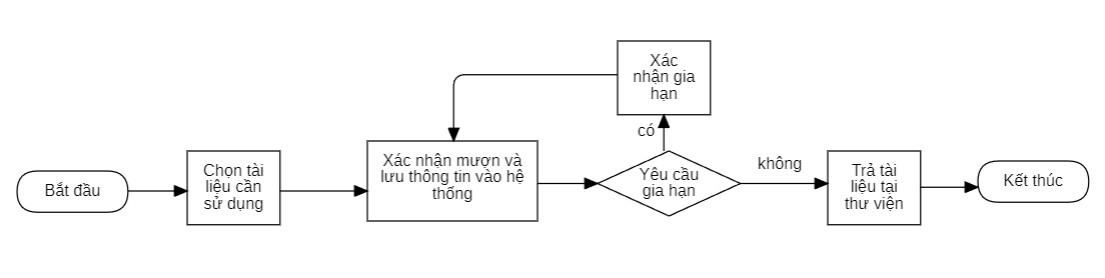 Bắt đầu
Chọn tài
liệu cần
sử dụng
Xác nhận mượn và
lưu thông tin vào hệ
thống
Yêu cầu
gia hạn
có
Xác
nhận gia
hạn
không
Trả tài
liệu tại
thư viện
Kết thúc